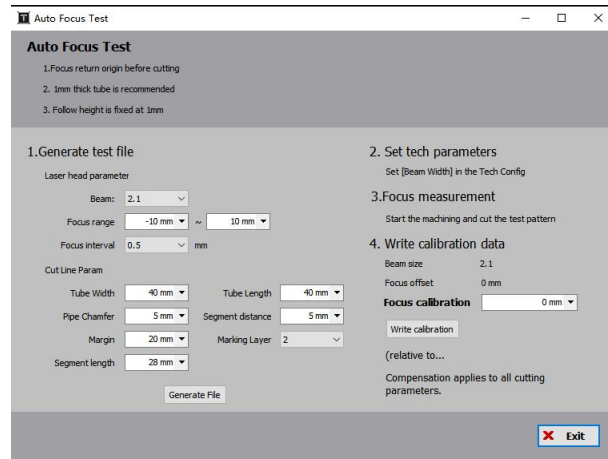 Auto Focus Test
Auto Focus Test
1.Focus return origin before cutting
2. 1mm thick tube is recommended
3. Follow height is fixed at 1mm
1.Generate test file
Laser head parameter
Beam: 2.1
Focus range -10 mm ~ 10 mm
Focus interval 0.5 mm
Cut Line Param
Tube Width 40 mm Tube Length 40 mm
Pipe Chamfer 5 mm Segment distance 5 mm
Margin 20 mm Marking Layer 2
Segment length 28 mm
Generate File
2. Set tech parameters
Set [Beam Width] in the Tech Config
3.Focus measurement
Start the machining and cut the test pattern
4. Write calibration data
Beam size 2.1
Focus offset 0 mm
Focus calibration 0 mm
Write calibration
(relative to...
Compensation applies to all cutting
parameters.
Exit